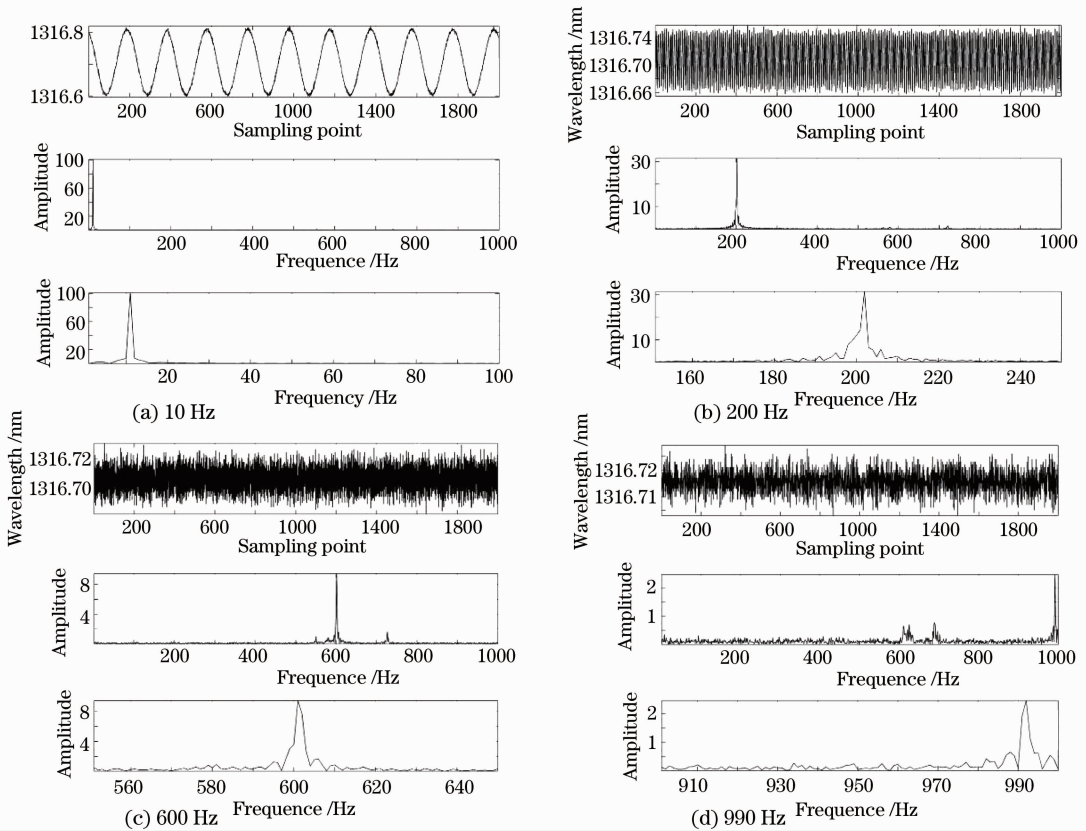 1316.8
1316.6
200 600 1000 1400 1800
Sampling point
Amplitude
100
60
20
200 400 600 800 1000
Frequence /Hz
Amplitude
100
60
20
20 40 60 80 100
Frequency /Hz
(a) 10 Hz
Wavelength /nm
1316.74
1316.70
1316.66
200 600 1000 1400 1800
Sampling point
Amplitude
30
10
200 400 600 800 1000
Frequence /Hz
Amplitude
30
10
160 180 200 220 240
Frequence /Hz
(b) 200 Hz
Wavelength /nm
1316.72
1316.70
200 600 1000 1400 1800
Sampling point
Amplitude
8
4
200 400 600 800 1000
Frequence /Hz
Amplitude
8
4
560 580 600 620 640
Frequence /Hz
(c) 600 Hz
Wavelength /nm
1316.72
1316.71
200 600 1000 1400 1800
Sampling point
Amplitude
2
1
200 400 600 800 1000
Frequence /Hz
Amplitude
2
1
910 930 950 970 990
Frequence /Hz
(d) 990 Hz